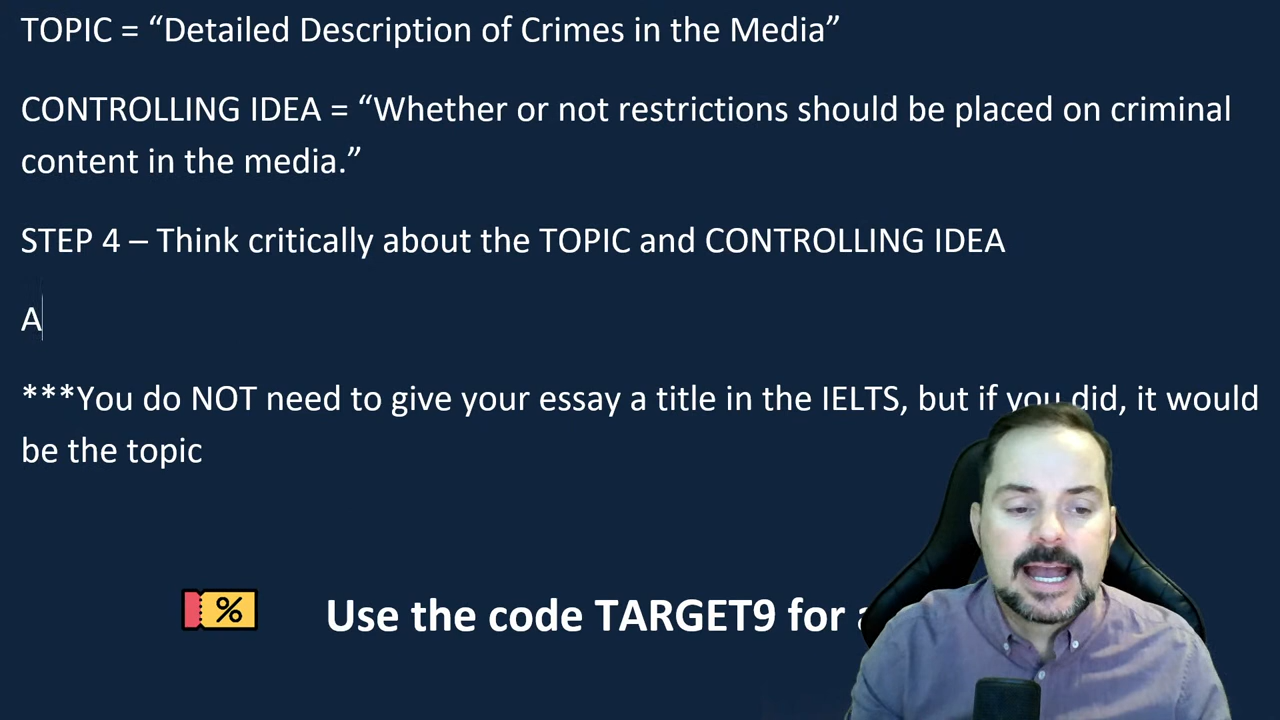 TOPIC = “Detailed Description of Crimes in the Media”
CONTROLLING IDEA = “Whether or not restrictions should be placed on criminal
content in the media.”
STEP 4 – Think critically about the TOPIC and CONTROLLING IDEA
A
***You do NOT need to give your essay a title in the IELTS, but if you did, it would
be the topic
% Use the code TARGET9 for